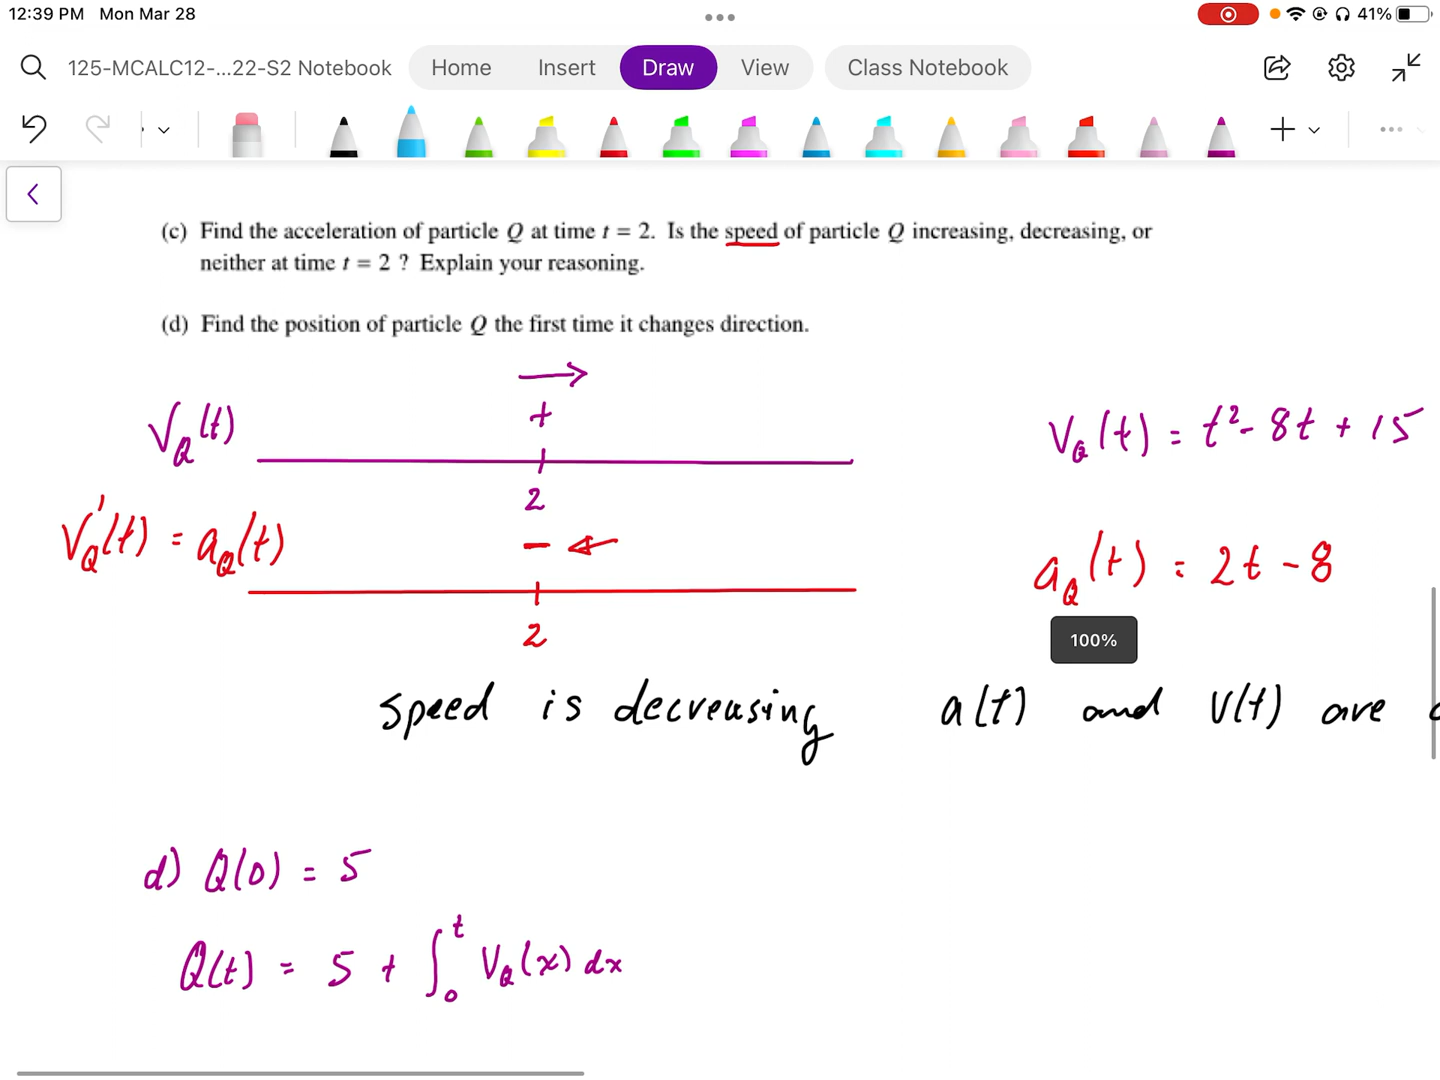 12:39 PM Mon Mar 28
41%
125-MCALC12-...22-S2 Notebook Home Insert Draw View Class Notebook
(c) Find the acceleration of particle Q at time t = 2. Is the speed of particle Q increasing, decreasing, or
neither at time t = 2 ? Explain your reasoning.
(d) Find the position of particle Q the first time it changes direction.
V_Q(t) +
2
V_Q(t) = t² - 8t + 15
V_Q'(t) = a_Q(t) −
2
a_Q(t) = 2t - 8
100%
speed is decreasing a(t) and V(t) are
d) Q(0) = 5
Q(t) = 5 + ∫₀ᵗ V_Q(x) dx